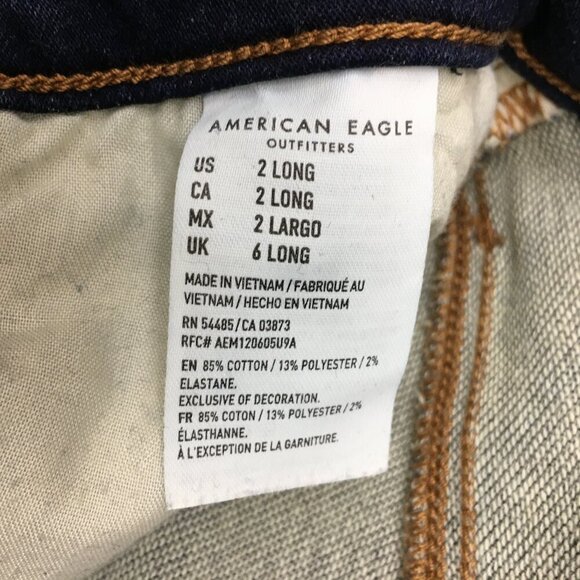 AMERICAN EAGLE
OUTFITTERS
US 2 LONG
CA 2 LONG
MX 2 LARGO
UK 6 LONG
MADE IN VIETNAM / FABRIQUÉ AU
VIETNAM / HECHO EN VIETNAM
RN 54485/CA 03873
RFC# AEM120605U9A
EN 85% COTTON / 13% POLYESTER / 2%
ELASTANE.
EXCLUSIVE OF DECORATION.
FR 85% COTON / 13% POLYESTER / 2%
ÉLASTHANNE.
À L'EXCEPTION DE LA GARNITURE.